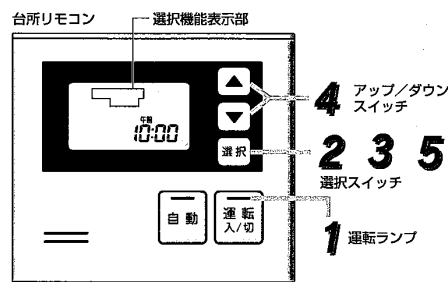 台所リモコン
選択機能表示部
午前
10:00
選択
自動
運転
入/切
4 アップ/ダウン
スイッチ
2 3 5
選択スイッチ
1 運転ランプ